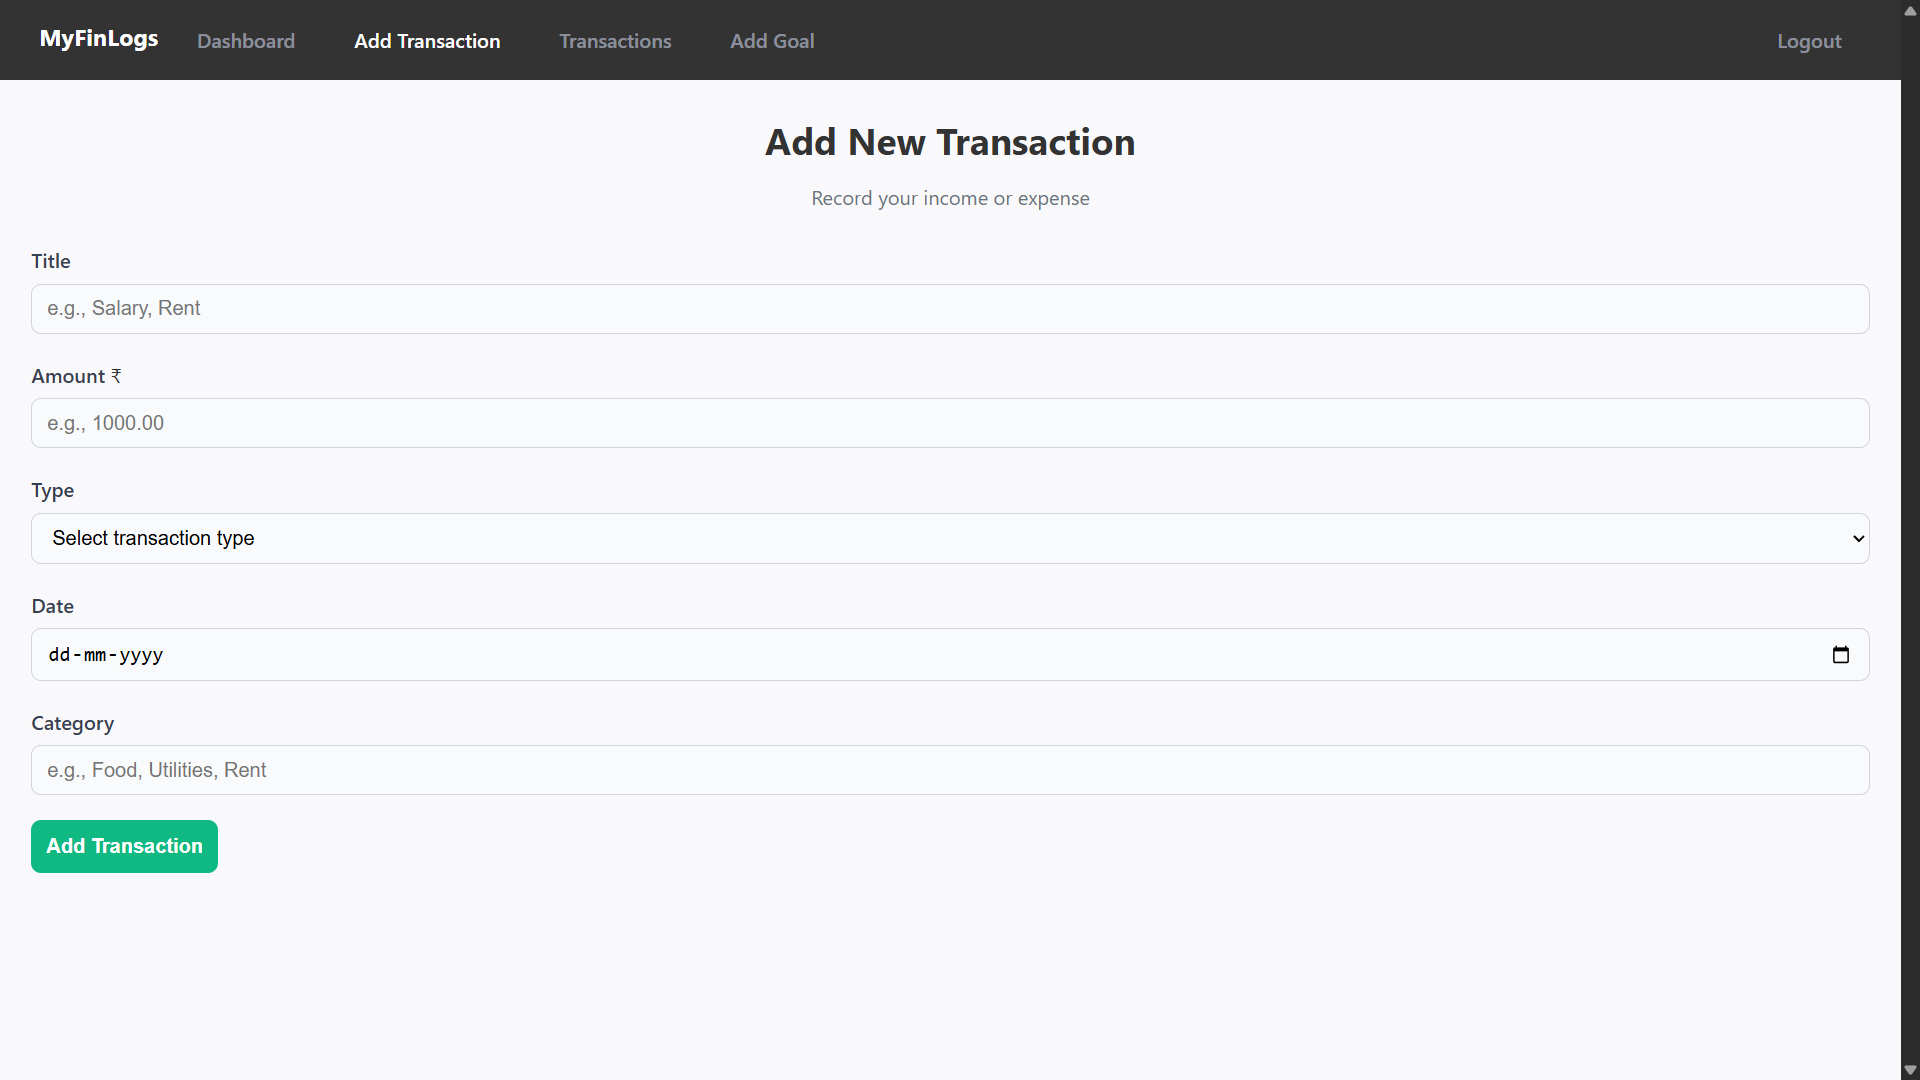 MyFinLogs Dashboard Add Transaction Transactions Add Goal Logout
Add New Transaction
Record your income or expense
Title
e.g., Salary, Rent
Amount ₹
e.g., 1000.00
Type
Select transaction type
Date
dd-mm-yyyy
Category
e.g., Food, Utilities, Rent
Add Transaction